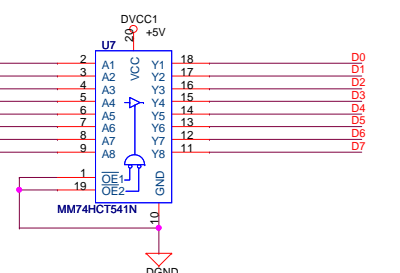 DVCC1
+5V
U7
20
VCC
2 A1 Y1 18 D0
3 A2 Y2 17 D1
4 A3 Y3 16 D2
5 A4 Y4 15 D3
6 A5 Y5 14 D4
7 A6 Y6 13 D5
8 A7 Y7 12 D6
9 A8 Y8 11 D7
1 OE1
19 OE2
GND
MM74HCT541N
10
DGND